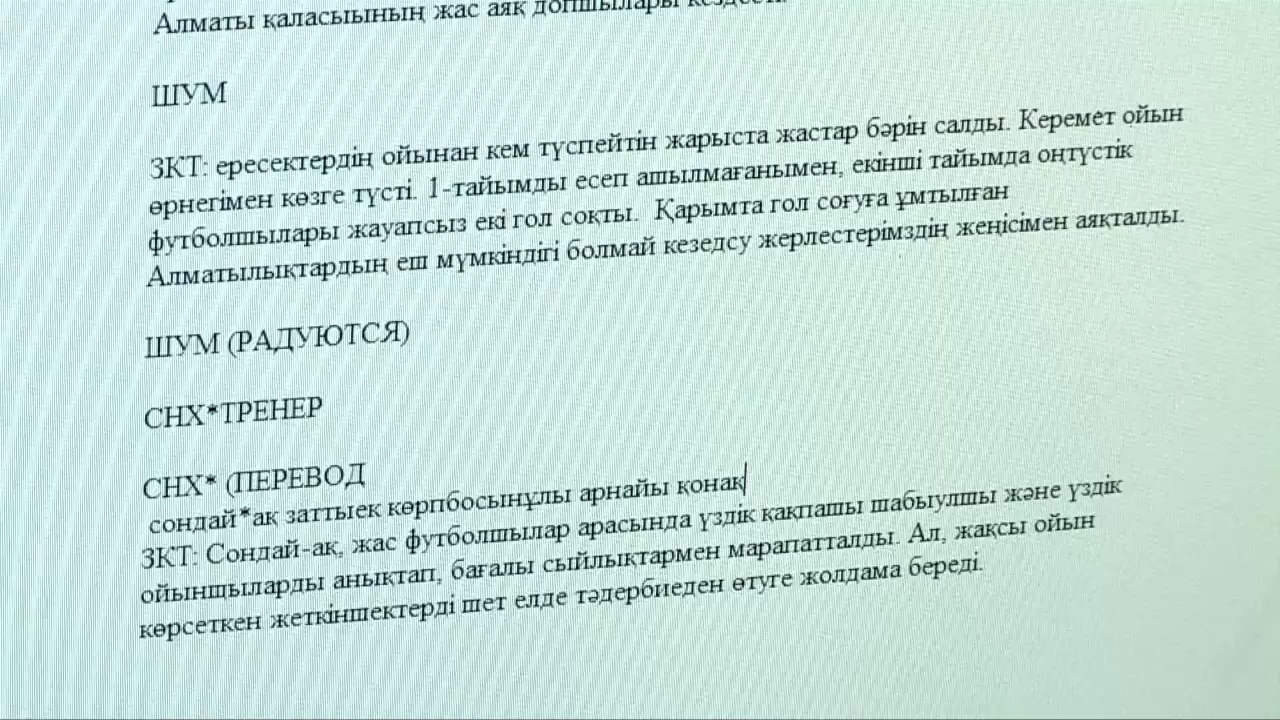 Алматы қаласыының жас аяқ допшылары
ШУМ
ЗКТ: ересектердің ойынан кем түспейтін жарыста жастар бәрін салды. Керемет ойын
өрнегімен көзге түсті. 1-тайымды есеп ашылмағанымен, екінші тайымда оңтүстік
футболшылары жауапсыз екі гол соқты. Қарымта гол соғуға ұмтылған
Алматылықтардың еш мүмкіндігі болмай кезедсу жерлестерімздің жеңісімен аяқталды.
ШУМ (РАДУЮТСЯ)
СНХ*ТРЕНЕР
СНХ* (ПЕРЕВОД
сондай*ақ заттыек көрпбосынұлы арнайы қонақ
ЗКТ: Сондай-ақ, жас футболшылар арасында үздік қақпашы шабыулшы және үздік
ойыншыларды анықтап, бағалы сыйлықтармен марапатталды. Ал, жақсы ойын
көрсеткен жеткіншектерді шет елде тәдербиеден өтуге жолдама береді.